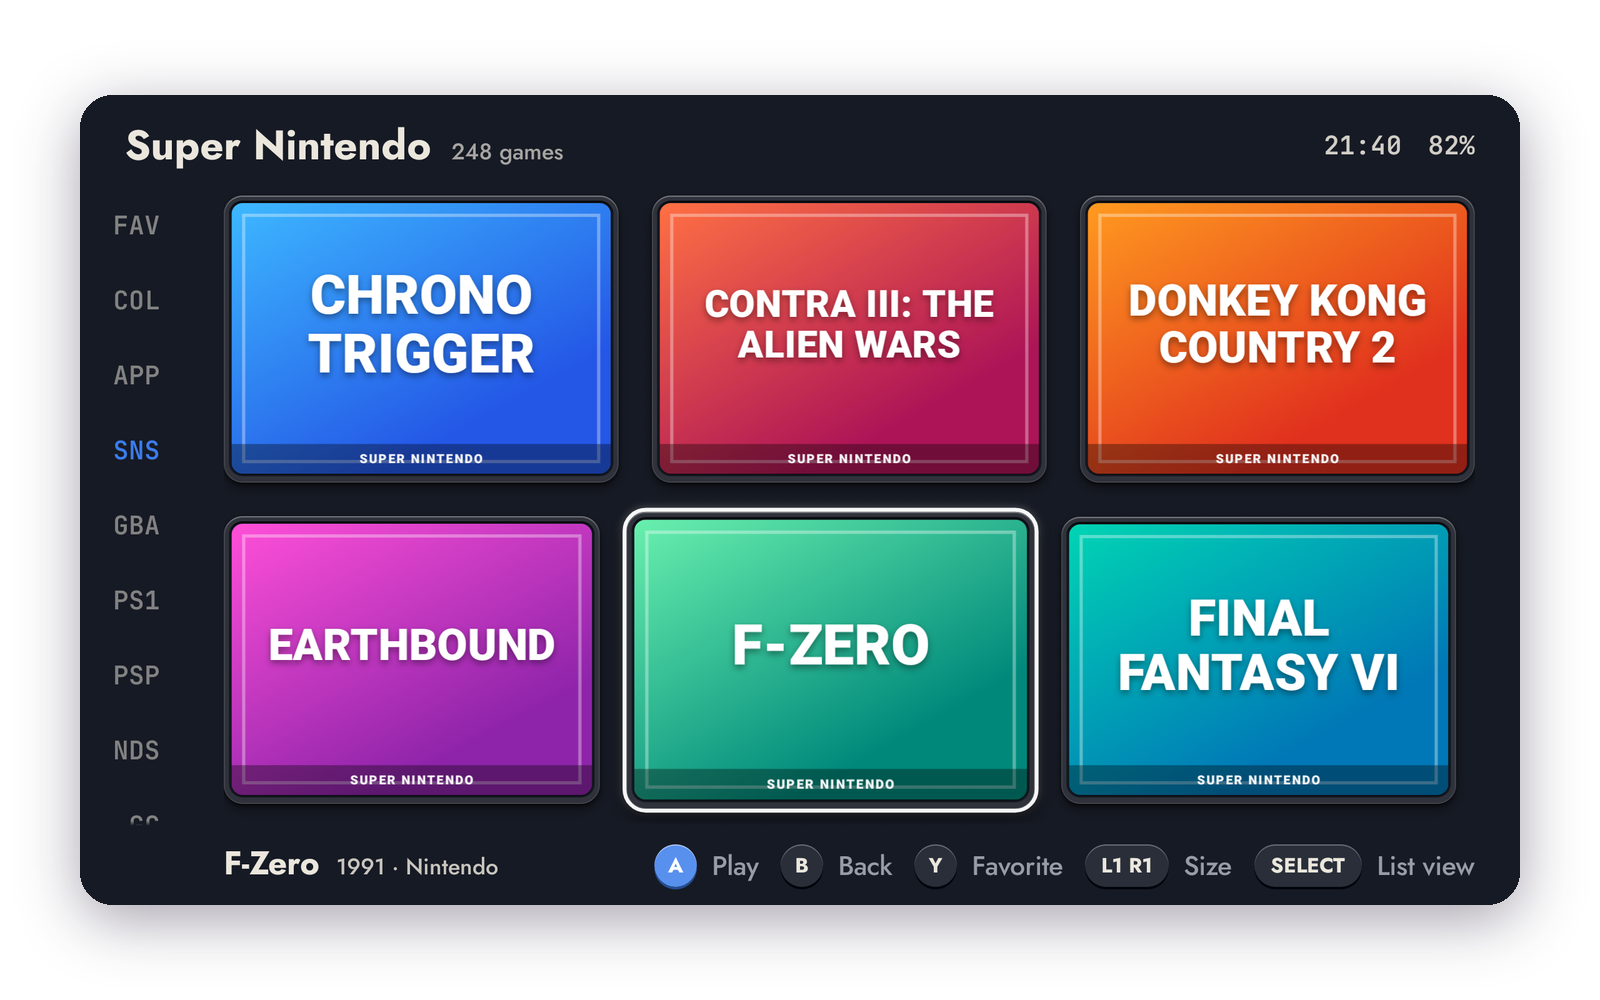 Super Nintendo 248 games
21:40 82%
FAV
COL
APP
SNS
GBA
PS1
PSP
NDS
CHRONO
TRIGGER
SUPER NINTENDO
CONTRA III: THE
ALIEN WARS
SUPER NINTENDO
DONKEY KONG
COUNTRY 2
SUPER NINTENDO
EARTHBOUND
SUPER NINTENDO
F-ZERO
SUPER NINTENDO
FINAL
FANTASY VI
SUPER NINTENDO
F-Zero 1991 · Nintendo
A Play B Back Y Favorite L1 R1 Size SELECT List view